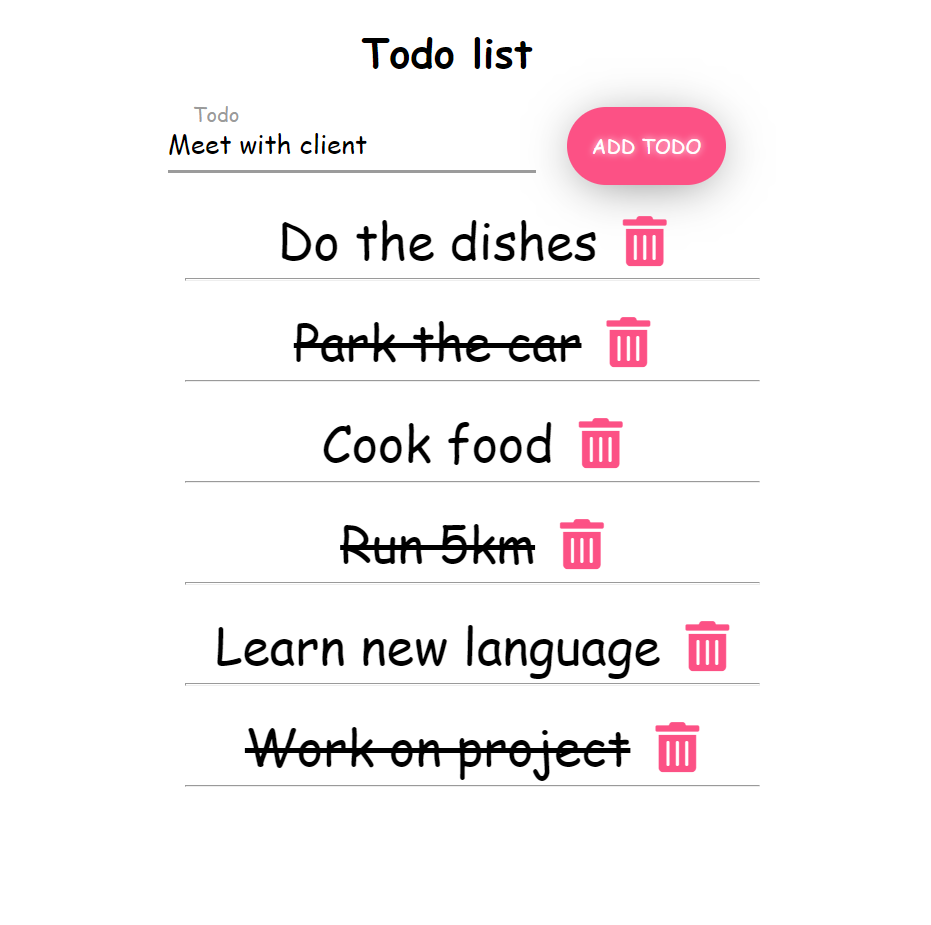 Todo list
Todo
Meet with client
ADD TODO
Do the dishes
Park the car
Cook food
Run 5km
Learn new language
Work on project